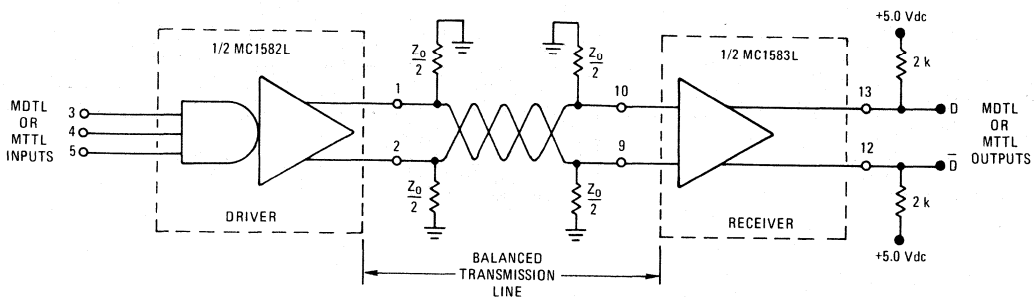 +5.0 Vdc
1/2 MC1582L
Z0
2
Z0
2
1/2 MC1583L
2 k
MDTL
OR
MTTL
INPUTS
3
4
5
1
2
10
9
13
12
D
D̅
MDTL
OR
MTTL
OUTPUTS
Z0
2
Z0
2
2 k
DRIVER
RECEIVER
+5.0 Vdc
BALANCED
TRANSMISSION
LINE